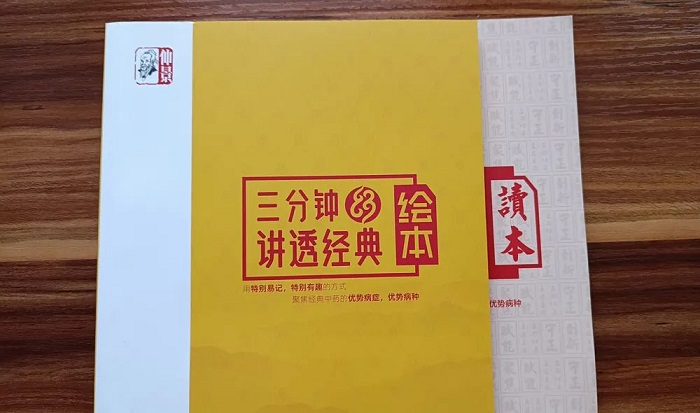 仲景
三分钟
讲透经典
绘本
用特别易记，特别有趣的方式
聚焦经典中药的优势病症，优势病种
讀本
优势病种